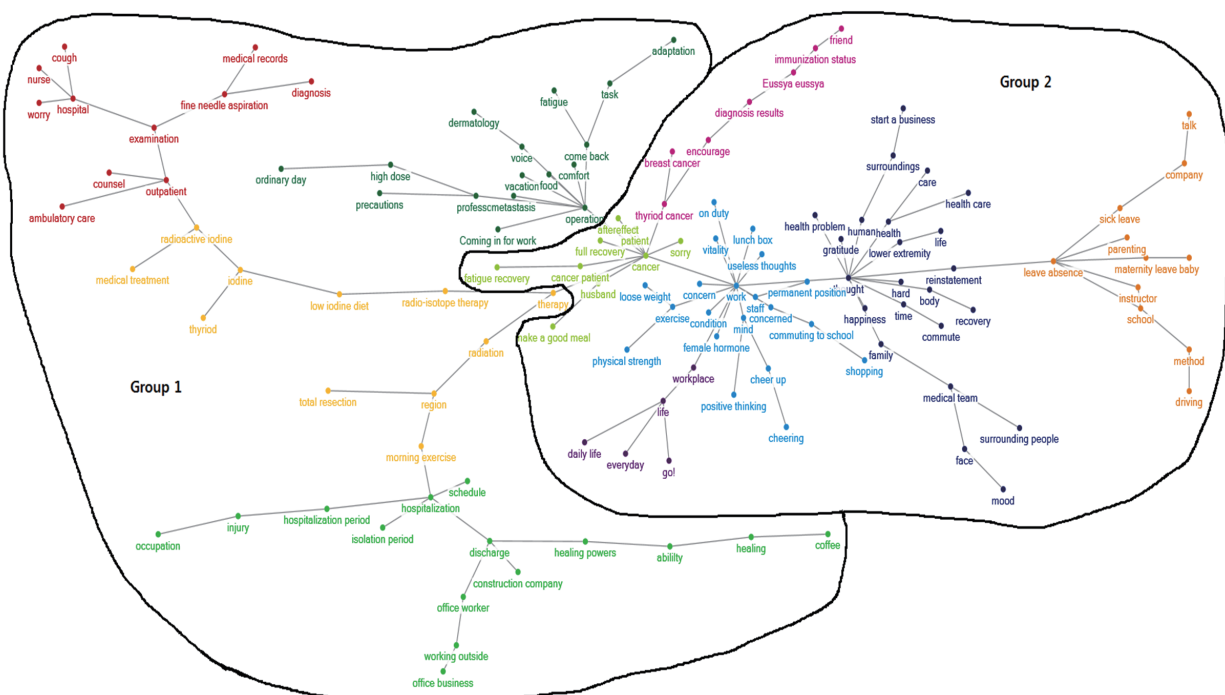 cough
medical records
nurse
diagnosis
hospital
fine needle aspiration
worry
examination
counsel
outpatient
ambulatory care
radioactive iodine
medical treatment
iodine
low iodine diet
radio-isotope therapy
therapy
thyriod
radiation
Group 1
total resection
region
morning exercise
schedule
hospitalization
hospitalization period
injury
isolation period
occupation
discharge
healing powers
abililty
healing
coffee
construction company
office worker
working outside
office business
adaptation
task
fatigue
dermatology
voice
come back
comfort
vacation
food
ordinary day
high dose
precautions
metastasis
operation
Coming in for work
friend
immunization status
Eussya eussya
diagnosis results
encourage
breast cancer
thyriod cancer
aftereffect
patient
full recovery
sorry
cancer
fatigue recovery
cancer patient
husband
Group 2
on duty
vitality
lunch box
useless thoughts
loose weight
concern
work
staff
permanent position
exercise
condition
concerned
mind
commuting to school
female hormone
physical strength
shopping
cheer up
positive thinking
cheering
workplace
life
daily life
everyday
go!
start a business
surroundings
care
health care
health problem
human
health
gratitude
lower extremity
life
reinstatement
hard
body
happiness
time
recovery
commute
family
medical team
surrounding people
face
mood
talk
company
sick leave
parenting
leave absence
maternity leave baby
instructor
school
method
driving